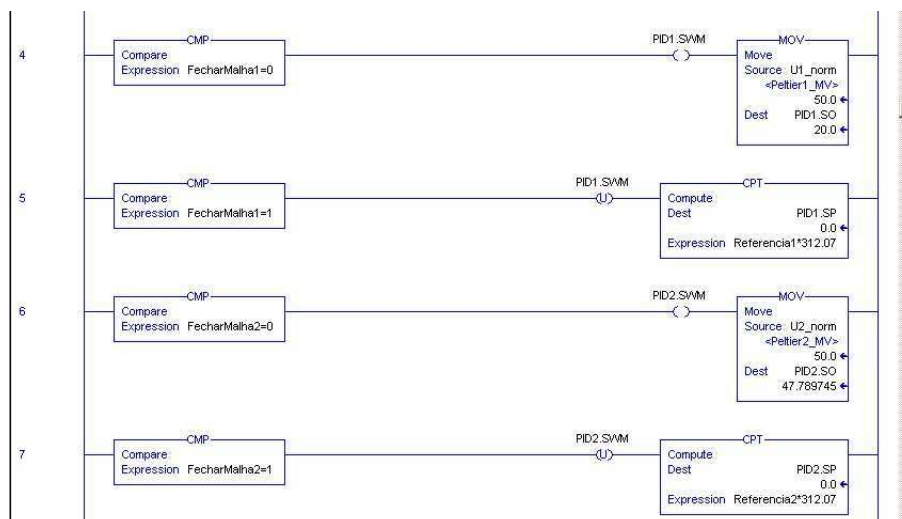 4
CMP
Compare
Expression FecharMalha1=0
PID1.SWM
MOV
Move
Source U1_norm
<Peltier1_MV>
50.0
Dest PID1.SO
20.0
5
CMP
Compare
Expression FecharMalha1=1
PID1.SWM
U
CPT
Compute
Dest PID1.SP
0.0
Expression Referencia1*312.07
6
CMP
Compare
Expression FecharMalha2=0
PID2.SWM
MOV
Move
Source U2_norm
<Peltier2_MV>
50.0
Dest PID2.SO
47.789745
7
CMP
Compare
Expression FecharMalha2=1
PID2.SWM
U
CPT
Compute
Dest PID2.SP
0.0
Expression Referencia2*312.07